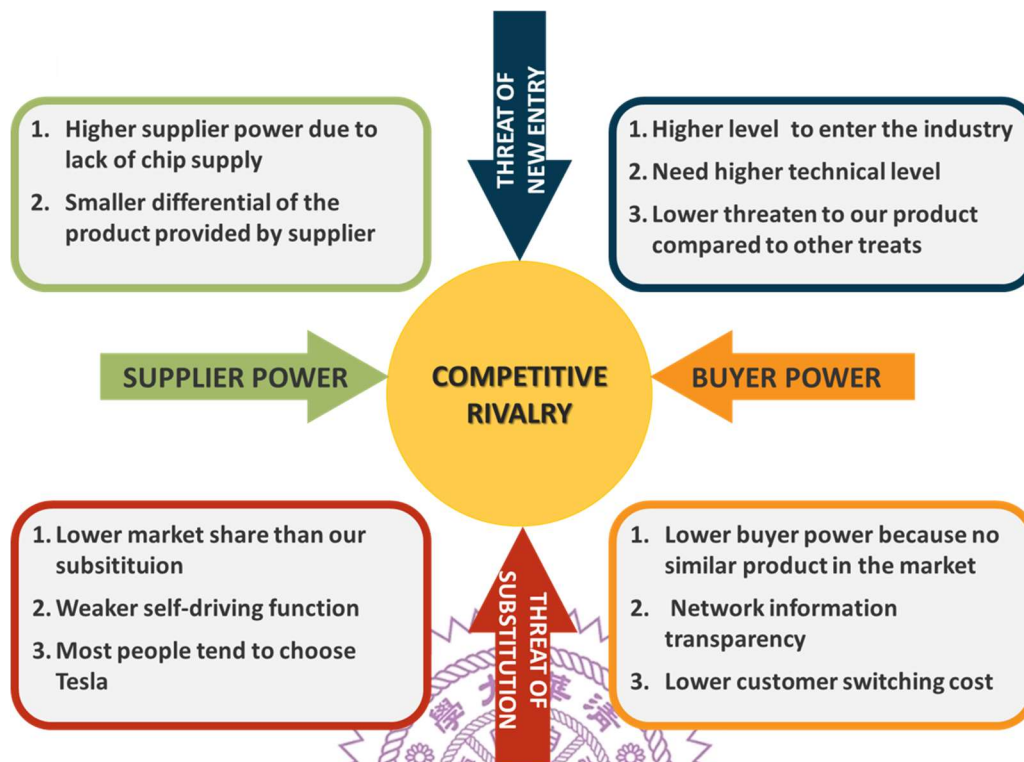 THREAT OF
NEW ENTRY
1. Higher supplier power due to
lack of chip supply
2. Smaller differential of the
product provided by supplier
1. Higher level to enter the industry
2. Need higher technical level
3. Lower threaten to our product
compared to other treats
SUPPLIER POWER
COMPETITIVE
RIVALRY
BUYER POWER
1. Lower market share than our
subsitituion
2. Weaker self-driving function
3. Most people tend to choose
Tesla
THREAT OF
SUBSTITUTION
1. Lower buyer power because no
similar product in the market
2. Network information
transparency
3. Lower customer switching cost
學大華清